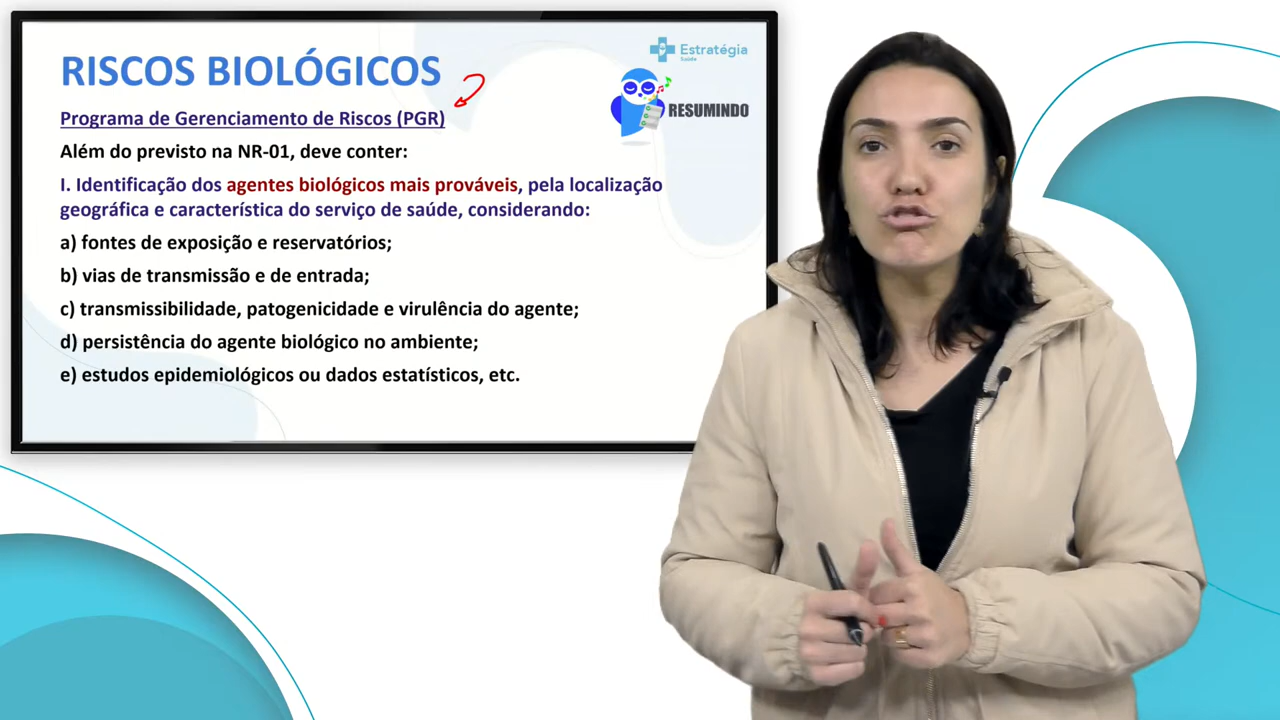 RISCOS BIOLÓGICOS
Estratégia
Saúde
RESUMINDO
Programa de Gerenciamento de Riscos (PGR)
Além do previsto na NR-01, deve conter:
I. Identificação dos agentes biológicos mais prováveis, pela localização
geográfica e característica do serviço de saúde, considerando:
a) fontes de exposição e reservatórios;
b) vias de transmissão e de entrada;
c) transmissibilidade, patogenicidade e virulência do agente;
d) persistência do agente biológico no ambiente;
e) estudos epidemiológicos ou dados estatísticos, etc.